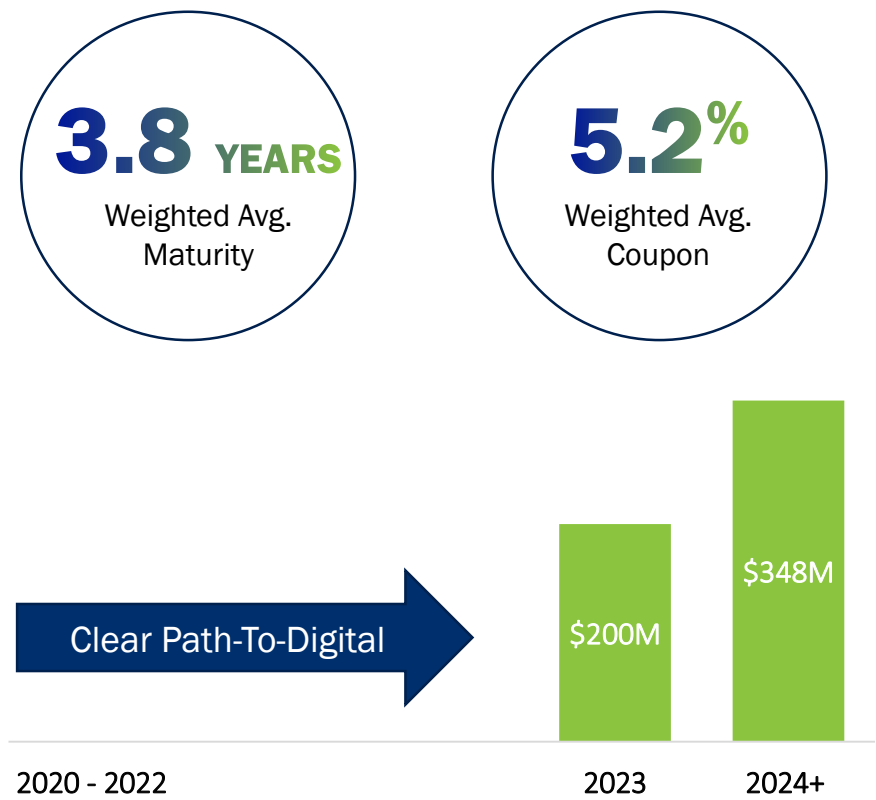 3.8 YEARS
Weighted Avg.
Maturity
5.2%
Weighted Avg.
Coupon
$348M
Clear Path-To-Digital
$200M
2020 - 2022
2023
2024+